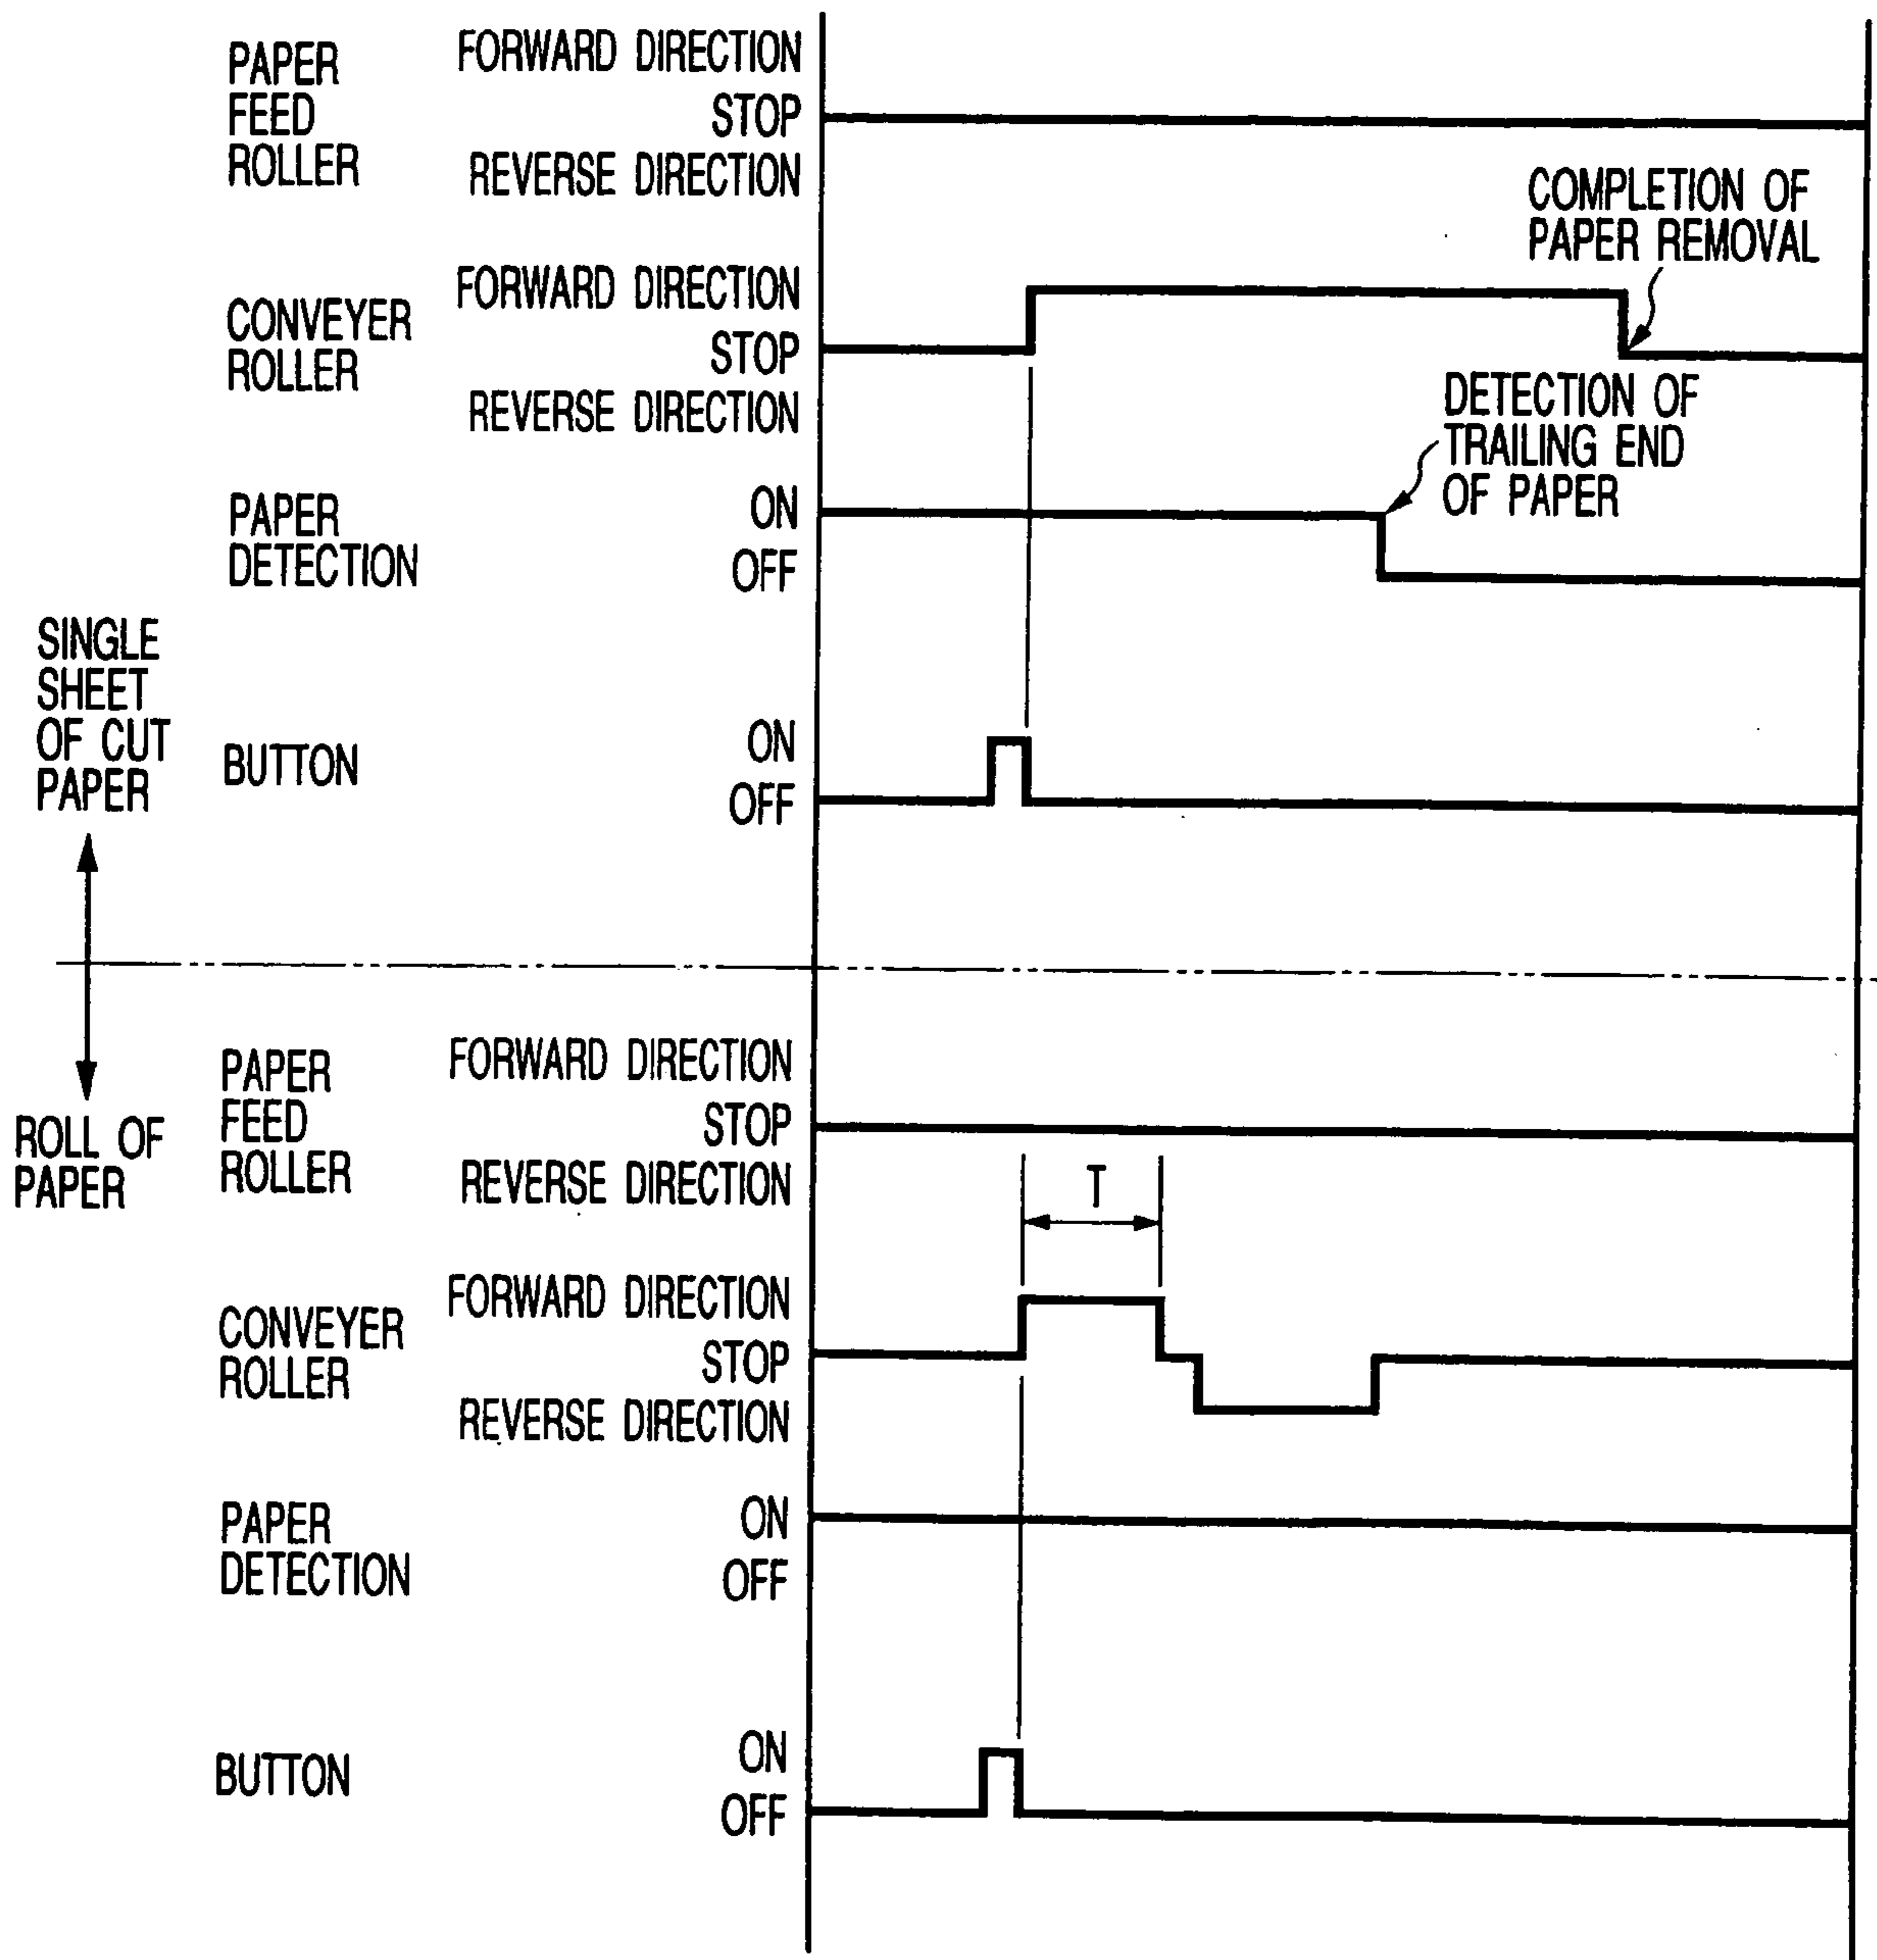 PAPER
FEED
ROLLER
FORWARD DIRECTION
STOP
REVERSE DIRECTION
COMPLETION OF
PAPER REMOVAL
CONVEYER
ROLLER
FORWARD DIRECTION
STOP
REVERSE DIRECTION
DETECTION OF
TRAILING END
OF PAPER
PAPER
DETECTION
ON
OFF
SINGLE
SHEET
OF CUT
PAPER
BUTTON
ON
OFF
ROLL OF
PAPER
PAPER
FEED
ROLLER
FORWARD DIRECTION
STOP
REVERSE DIRECTION
T
CONVEYER
ROLLER
FORWARD DIRECTION
STOP
REVERSE DIRECTION
PAPER
DETECTION
ON
OFF
BUTTON
ON
OFF